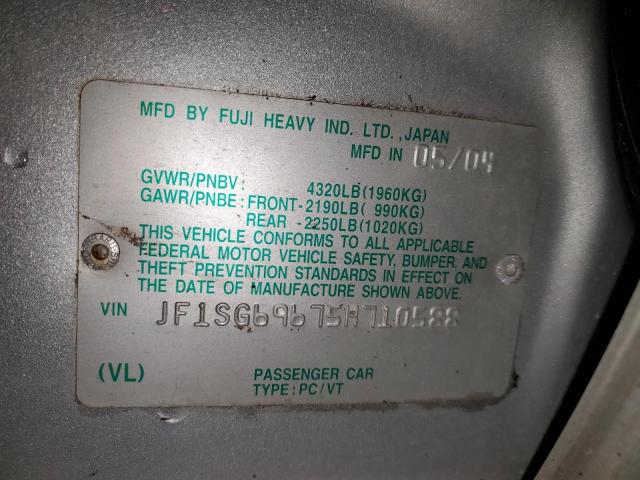 MFD BY FUJI HEAVY IND. LTD., JAPAN
MFD IN 05/04
GVWR/PNBV: 4320LB(1960KG)
GAWR/PNBE: FRONT-2190LB( 990KG)
REAR -2250LB(1020KG)
THIS VEHICLE CONFORMS TO ALL APPLICABLE
FEDERAL MOTOR VEHICLE SAFETY, BUMPER, AND
THEFT PREVENTION STANDARDS IN EFFECT ON
THE DATE OF MANUFACTURE SHOWN ABOVE.
VIN JF1SG69675H710588
(VL) PASSENGER CAR
TYPE:PC/VT